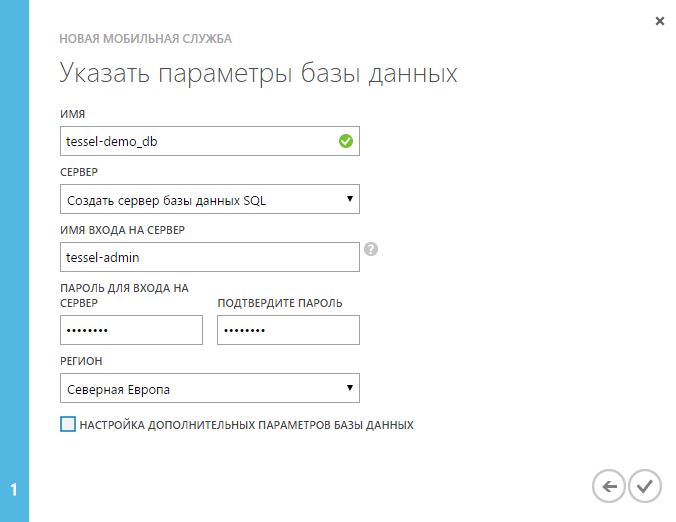 НОВАЯ МОБИЛЬНАЯ СЛУЖБА
Указать параметры базы данных
ИМЯ
tessel-demo_db
СЕРВЕР
Создать сервер базы данных SQL
ИМЯ ВХОДА НА СЕРВЕР
tessel-admin
?
ПАРОЛЬ ДЛЯ ВХОДА НА
СЕРВЕР
ПОДТВЕРДИТЕ ПАРОЛЬ
••••••••
••••••••
РЕГИОН
Северная Европа
НАСТРОЙКА ДОПОЛНИТЕЛЬНЫХ ПАРАМЕТРОВ БАЗЫ ДАННЫХ
1